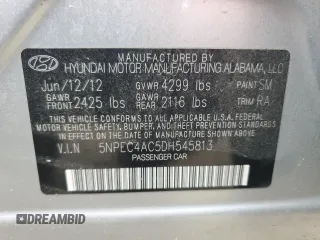 MANUFACTURED BY
HYUNDAI MOTOR MANUFACTURING ALABAMA, LLC
Jun/12/12 GVWR 4299 lbs PAINT SM
GAWR FRONT 2425 lbs GAWR REAR 2116 lbs TRIM RA
THIS VEHICLE CONFORMS TO ALL APPLICABLE U.S.A. FEDERAL
MOTOR VEHICLE SAFETY, BUMPER, AND THEFT PREVENTION STANDARDS
IN EFFECT ON THE DATE OF MANUFACTURE SHOWN ABOVE.
V.I.N 5NPEC4AC5DH545813
PASSENGER CAR
© DREAMBID
DREAMBID.COM